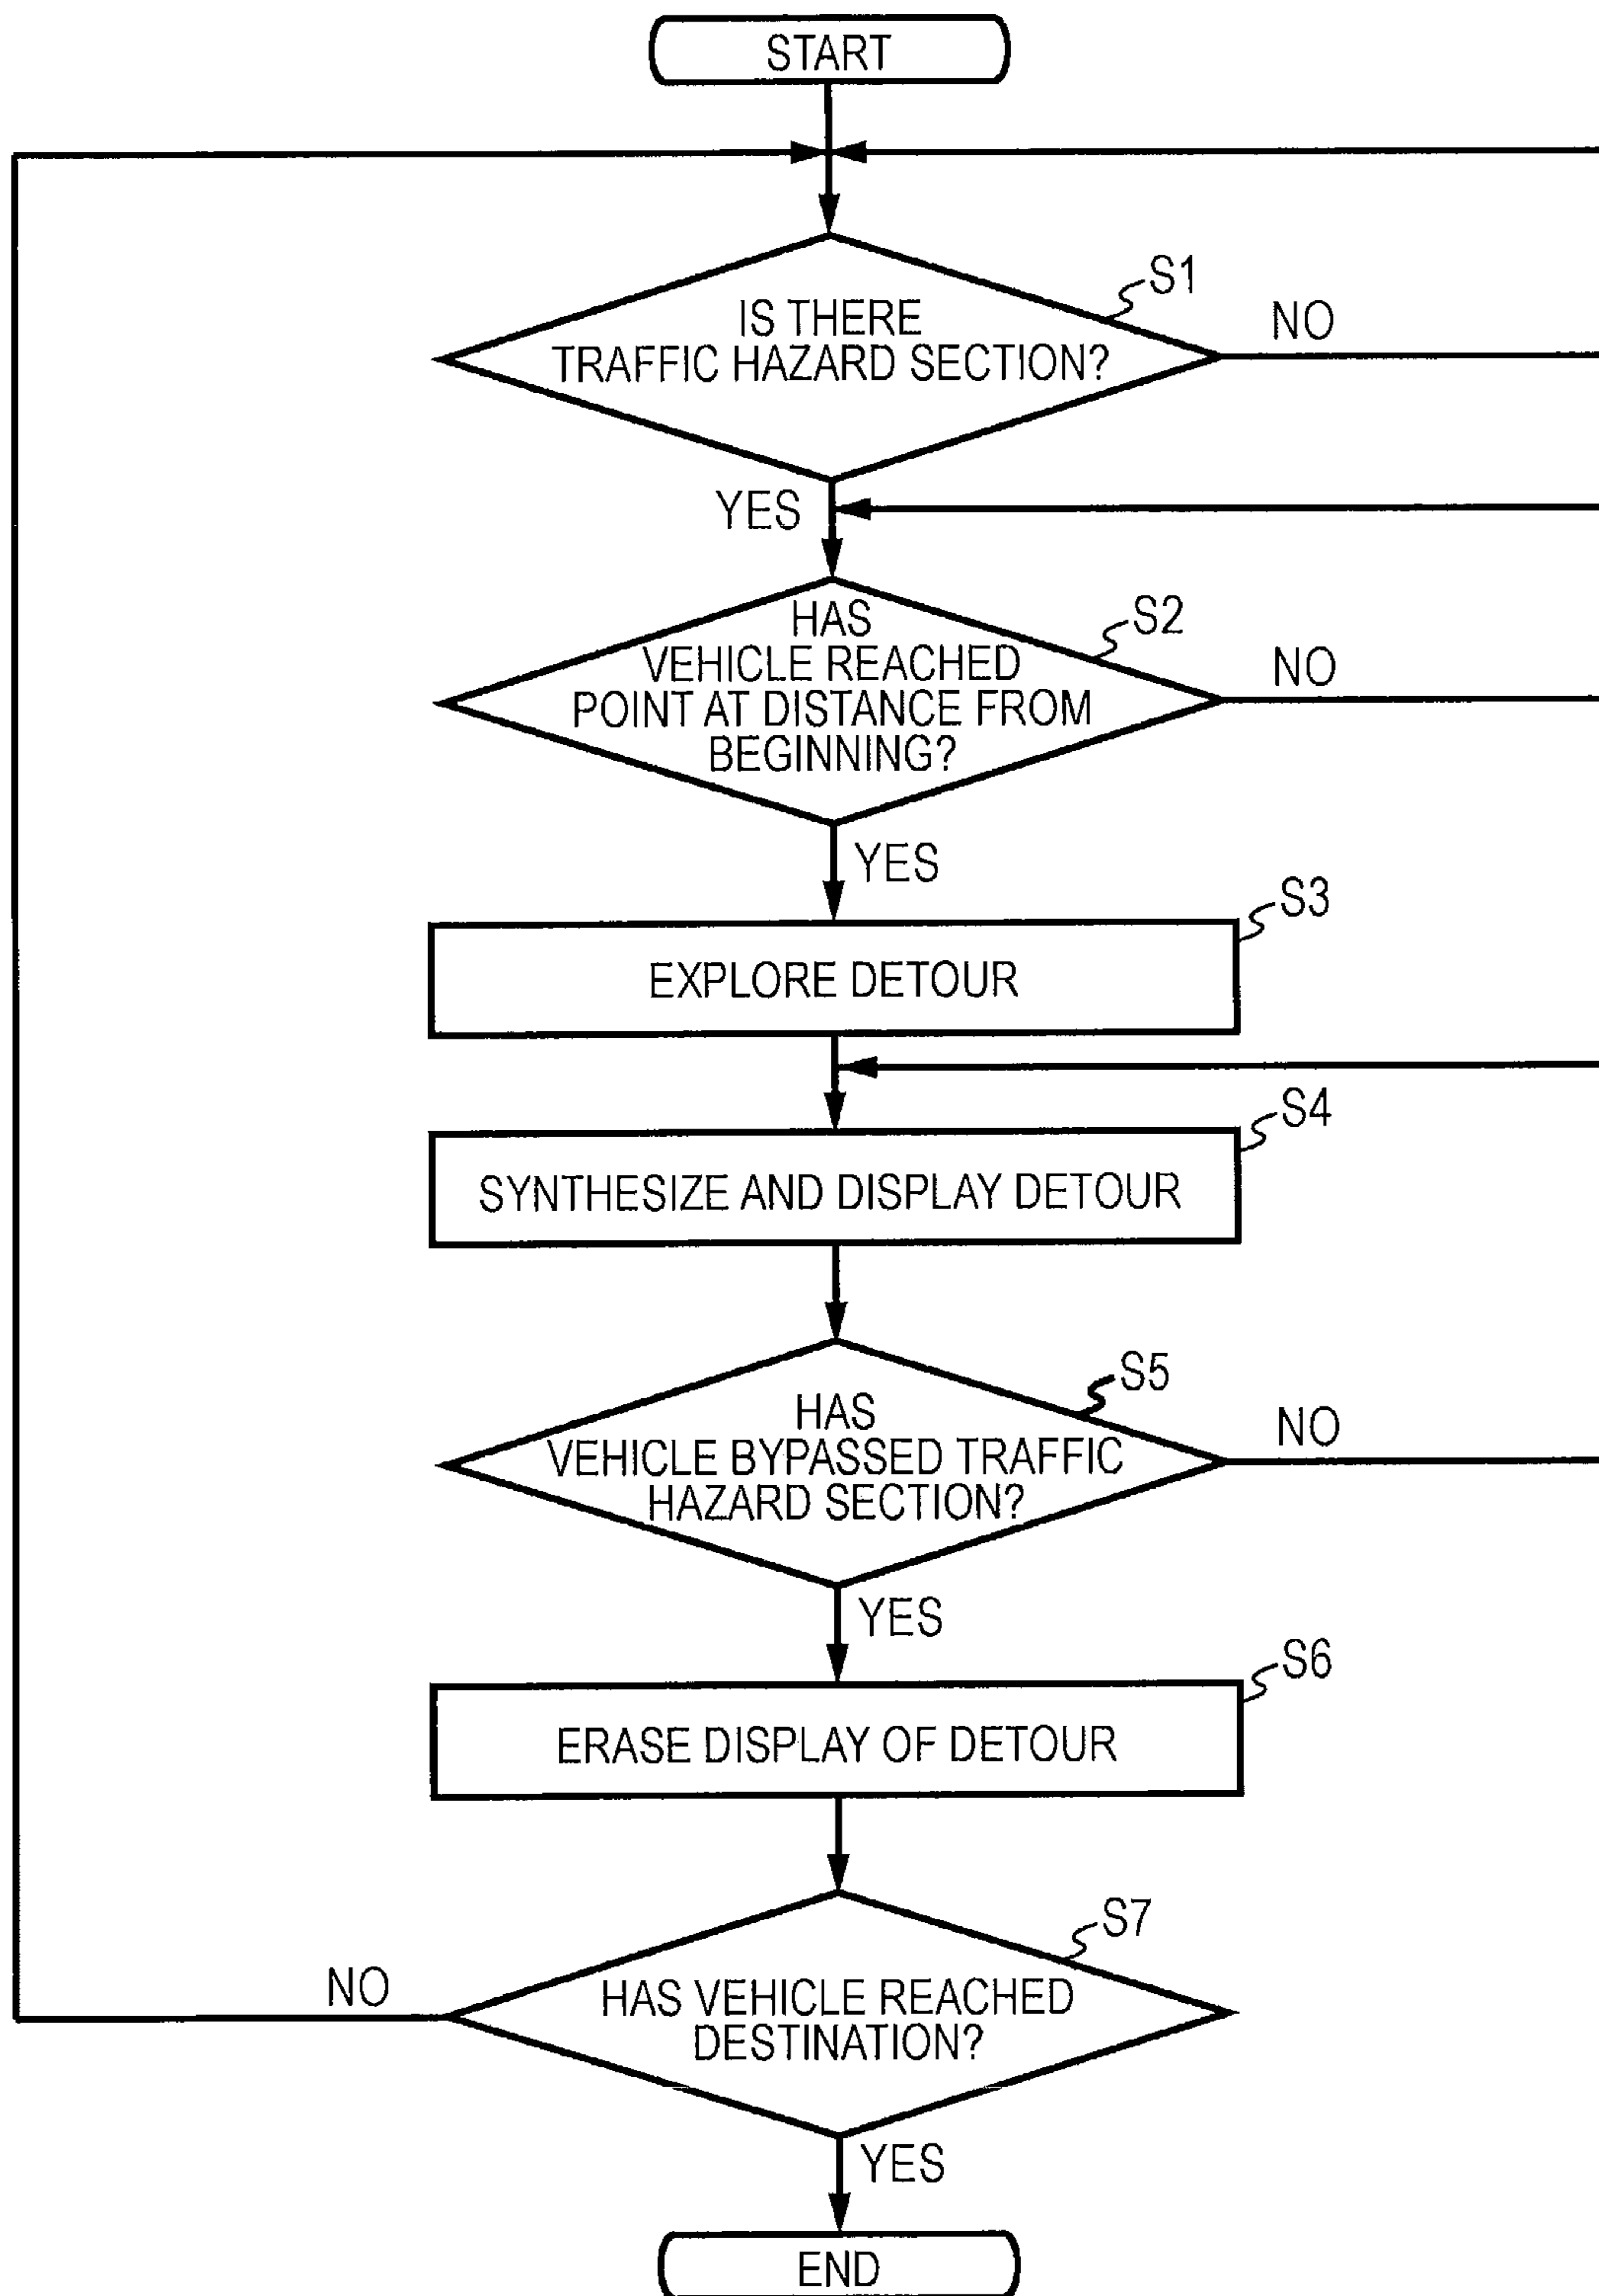 START
S1
IS THERE
TRAFFIC HAZARD SECTION?
NO
YES
S2
HAS
VEHICLE REACHED
POINT AT DISTANCE FROM
BEGINNING?
NO
YES
S3
EXPLORE DETOUR
S4
SYNTHESIZE AND DISPLAY DETOUR
S5
HAS
VEHICLE BYPASSED TRAFFIC
HAZARD SECTION?
NO
YES
S6
ERASE DISPLAY OF DETOUR
S7
NO
HAS VEHICLE REACHED
DESTINATION?
YES
END